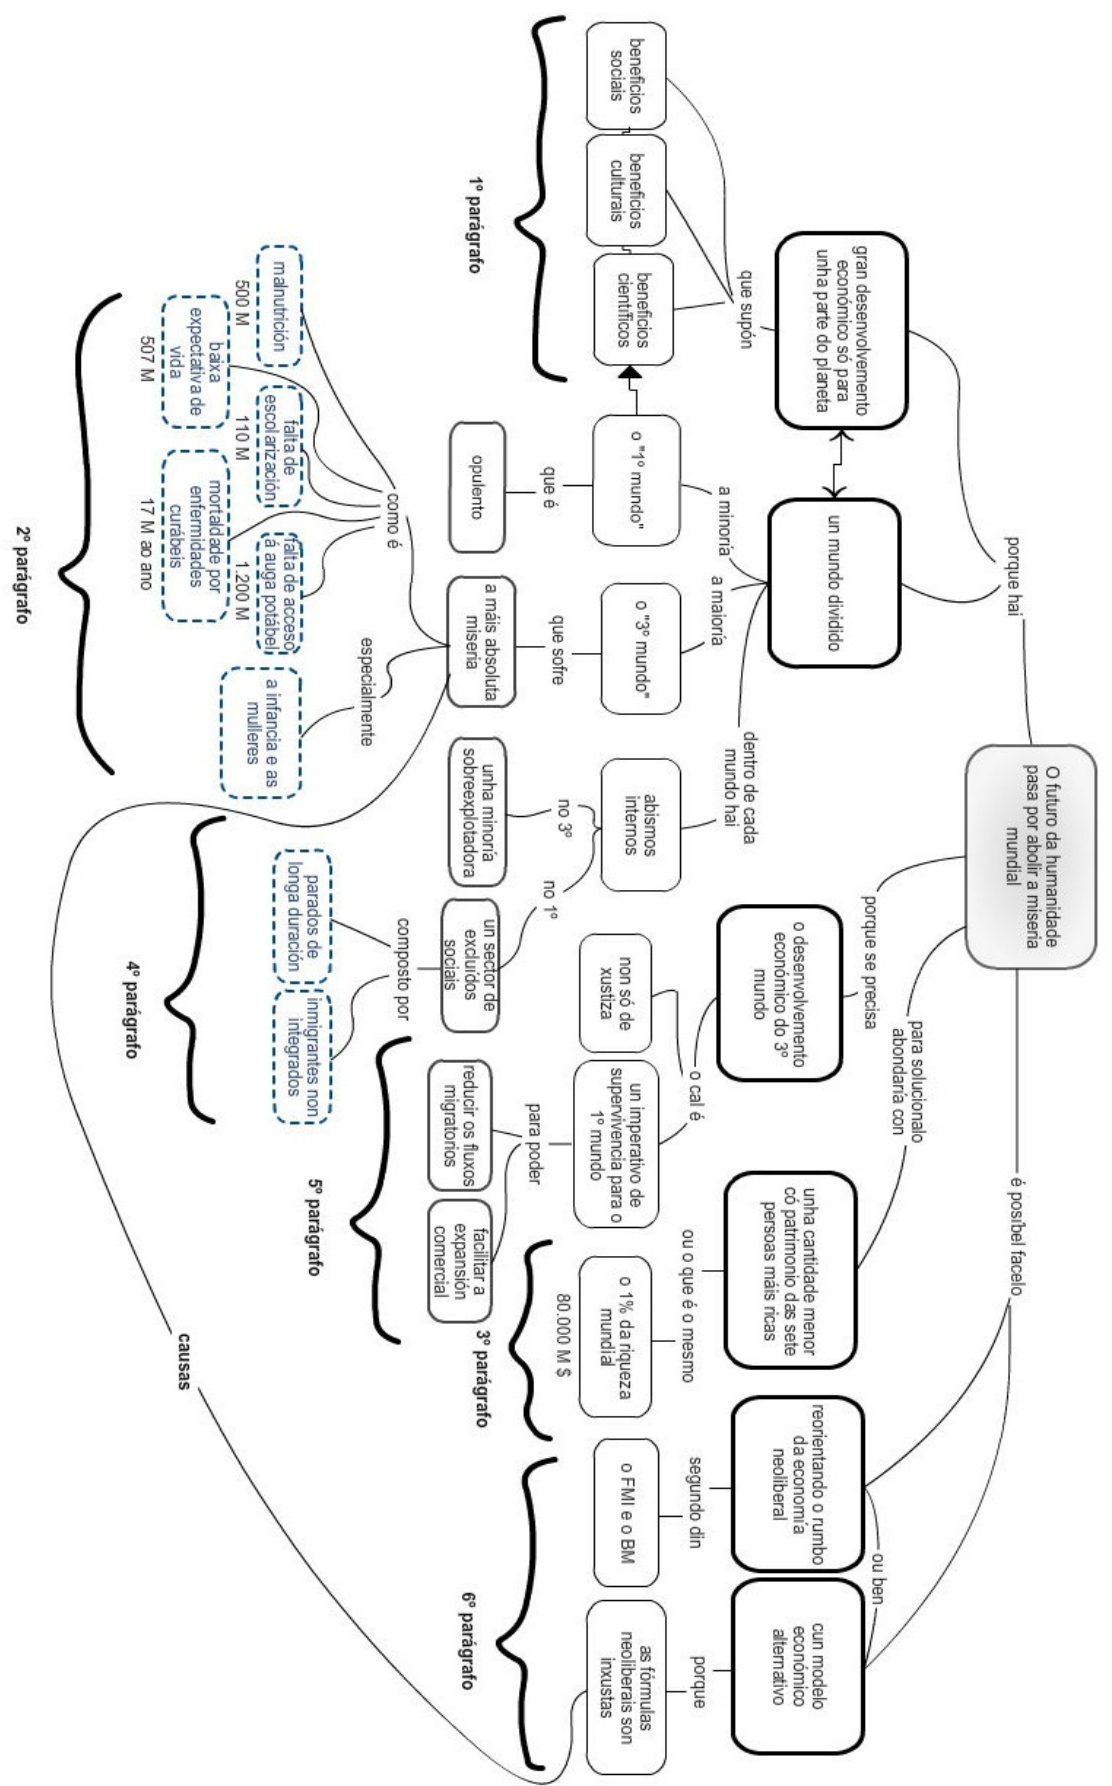 O futuro da humanidade
pasa por abolir a miseria
mundial
porque hai
porque se precisa
para solucionalo
abondaría con
é posíbel facelo
gran desenvolvemento
económico só para
unha parte do planeta
un mundo dividido
o desenvolvemento
económico do 3º
mundo
unha cantidade menor
có patrimonio das sete
persoas máis ricas
reorientando o rumbo
da economía
neoliberal
ou ben
cun modelo
económico
alternativo
que supón
a minoría
a maioría
dentro de cada
mundo hai
o cal é
ou o que é o mesmo
segundo din
porque
beneficios
sociais
beneficios
culturais
beneficios
científicos
o "1º mundo"
o "3º mundo"
abismos
internos
non só de
xustiza
un imperativo de
supervivencia para o
1º mundo
o 1% da riqueza
mundial
80.000 M $
o FMI e o BM
as fórmulas
neoliberais son
inxustas
1º parágrafo
que é
que sofre
no 3º
no 1º
para poder
opulento
a máis absoluta
miseria
unha minoría
sobreexplotadora
un sector de
excluídos
sociais
reducir os fluxos
migratorios
facilitar a
expansión
comercial
3º parágrafo
6º parágrafo
como é
especialmente
composto por
5º parágrafo
malnutrición
500 M
falta de
escolarización
110 M
falta de acceso
á auga potábel
1.200 M
a infancia e as
mulleres
parados de
longa duración
inmigrantes non
integrados
baixa
expectativa de
vida
507 M
mortaldade por
enfermidades
curábeis
17 M ao ano
causas
4º parágrafo
2º parágrafo